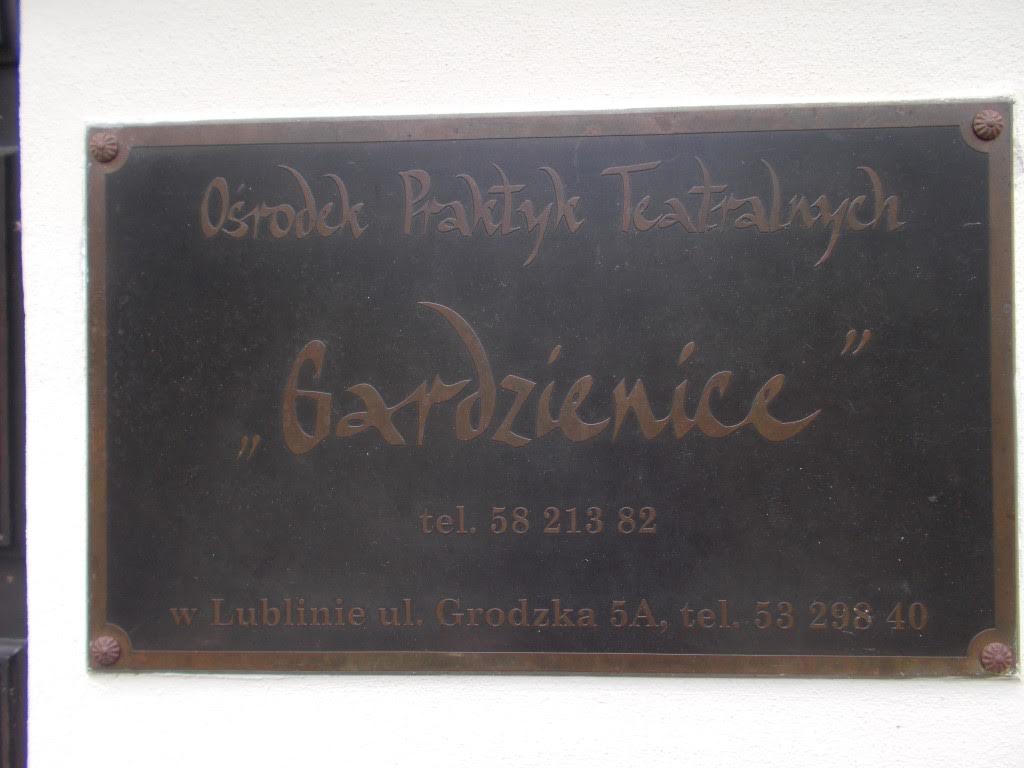 Ośrodek Praktyk Teatralnych
„Gardzienice”
tel. 58 213 82
w Lublinie ul. Grodzka 5A, tel. 53 298 40